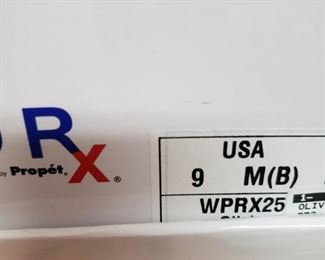 Rx
by Propét. ®
USA
9 M(B)
WPRX25
OLIV